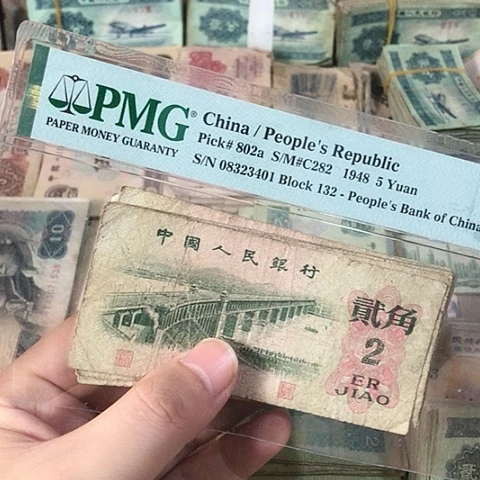 PMG®
PAPER MONEY GUARANTY
China / People's Republic
Pick# 802a S/M#C282 1948 5 Yuan
S/N 08323401 Block 132 - People's Bank of China
中國人民銀行
貳角
2
ER
JIAO
10